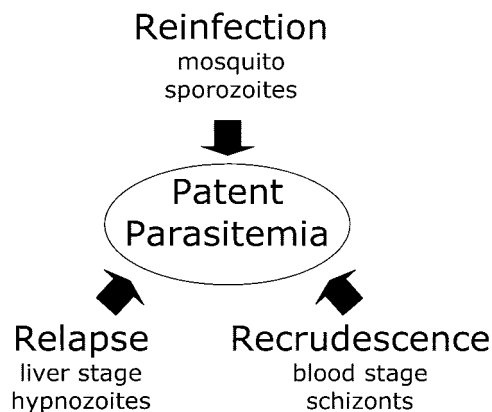 Reinfection
mosquito
sporozoites
Patent
Parasitemia
Relapse
liver stage
hypnozoites
Recrudescence
blood stage
schizonts